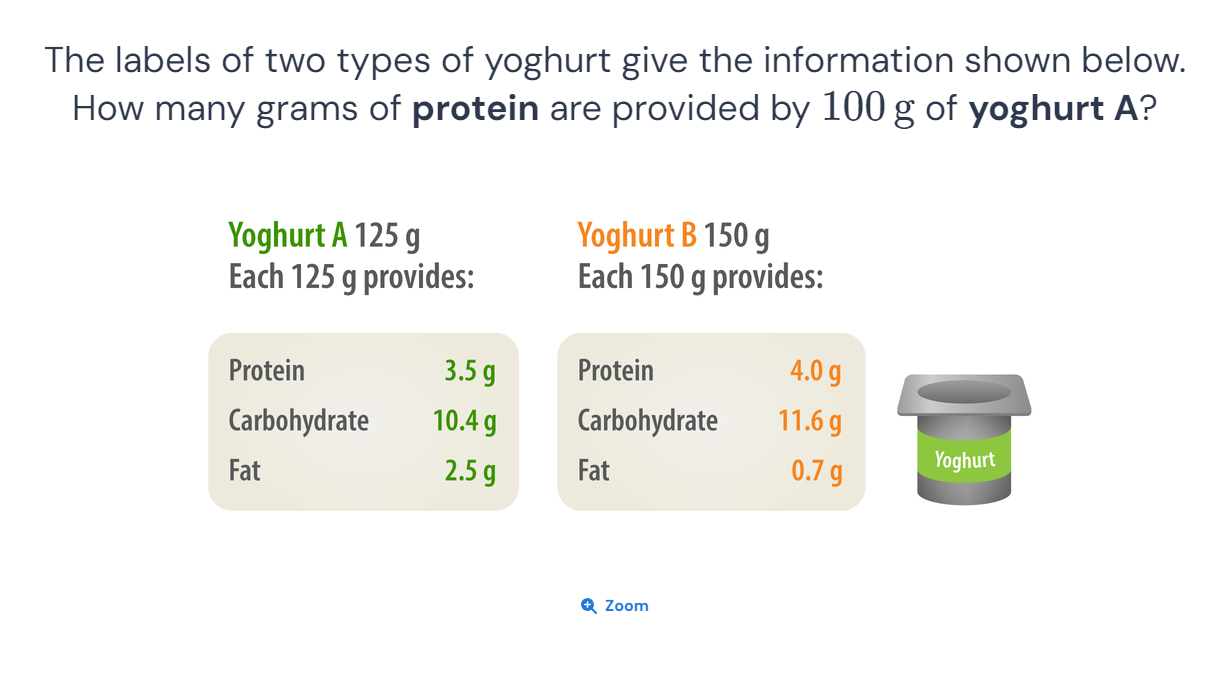 The labels of two types of yoghurt give the information shown below.
How many grams of protein are provided by 100 g of yoghurt A?
Yoghurt A 125 g
Each 125 g provides:
Protein 3.5 g
Carbohydrate 10.4 g
Fat 2.5 g
Yoghurt B 150 g
Each 150 g provides:
Protein 4.0 g
Carbohydrate 11.6 g
Fat 0.7 g
Yoghurt
Zoom